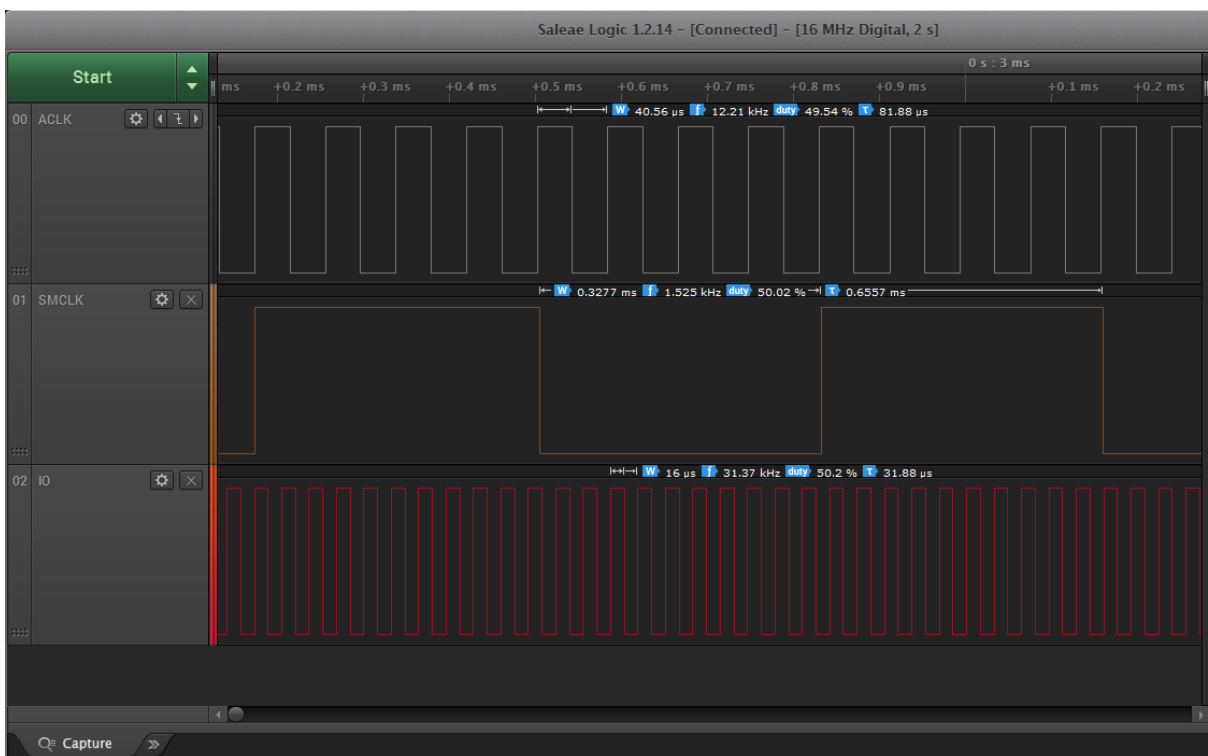 Saleae Logic 1.2.14 - [Connected] - [16 MHz Digital, 2 s]
Start
0 s : 3 ms
ms +0.2 ms +0.3 ms +0.4 ms +0.5 ms +0.6 ms +0.7 ms +0.8 ms +0.9 ms +0.1 ms +0.2 ms
00 ACLK
W 40.56 µs f 12.21 kHz duty 49.54 % T 81.88 µs
01 SMCLK
W 0.3277 ms f 1.525 kHz duty 50.02 % T 0.6557 ms
02 IO
W 16 µs f 31.37 kHz duty 50.2 % T 31.88 µs
Capture